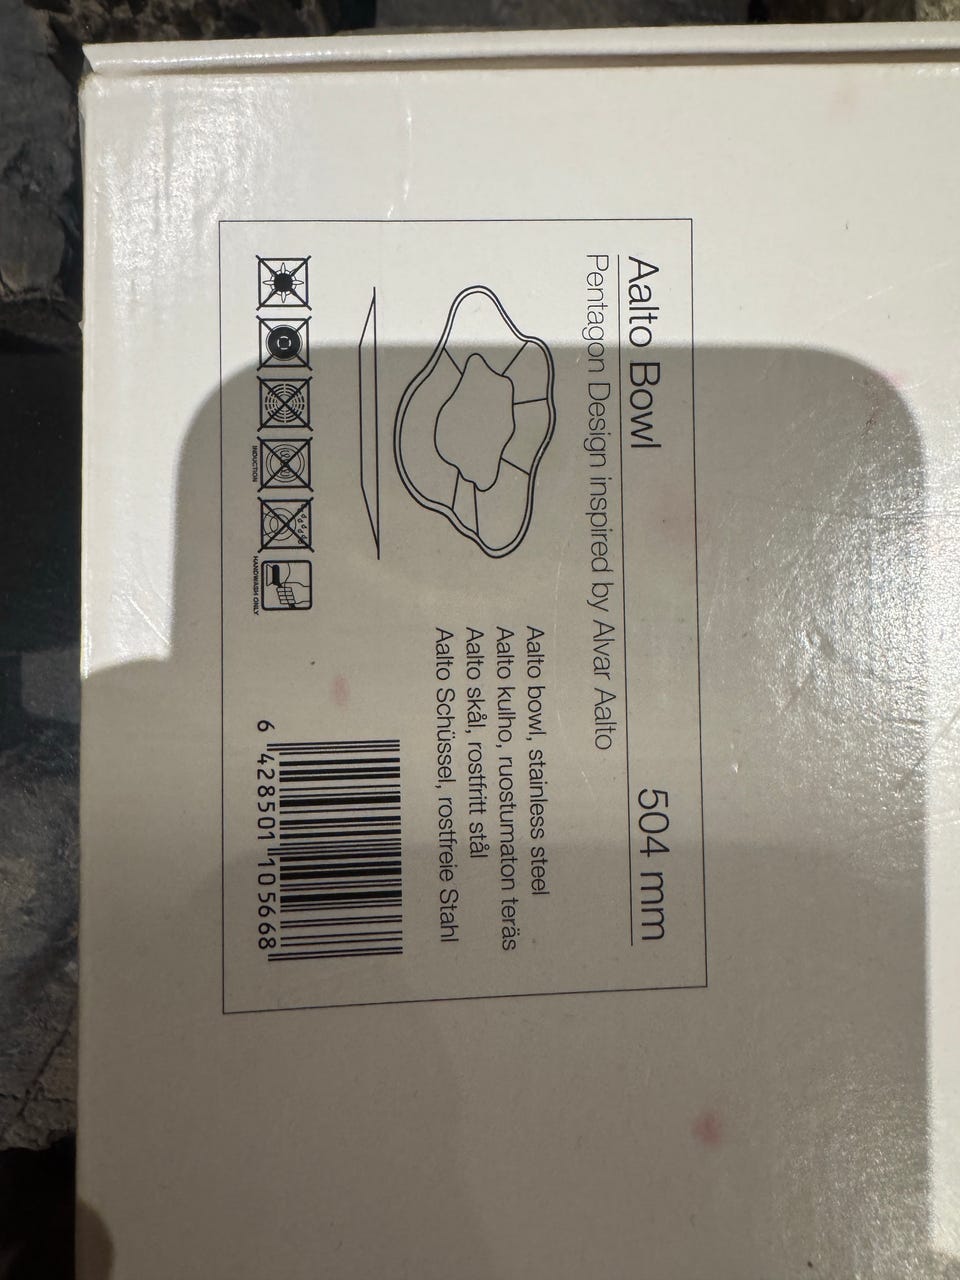 Aalto Bowl 504 mm
Pentagon Design inspired by Alvar Aalto
Aalto bowl, stainless steel
Aalto kulho, ruostumaton teräs
Aalto skål, rostfritt stål
Aalto Schüssel, rostfreie Stahl
INDUCTION
HANDWASH ONLY
6 428501 105668